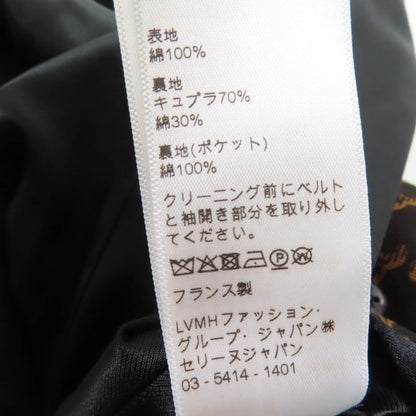 表地
綿100%
裏地
キュプラ70%
綿30%
裏地(ポケット)
綿100%
クリーニング前にベルト
と袖開き部分を取り外し
てください。
フランス製
LVMHファッション・
グループ・ジャパン㈱
セリーヌジャパン
03-5414-1401